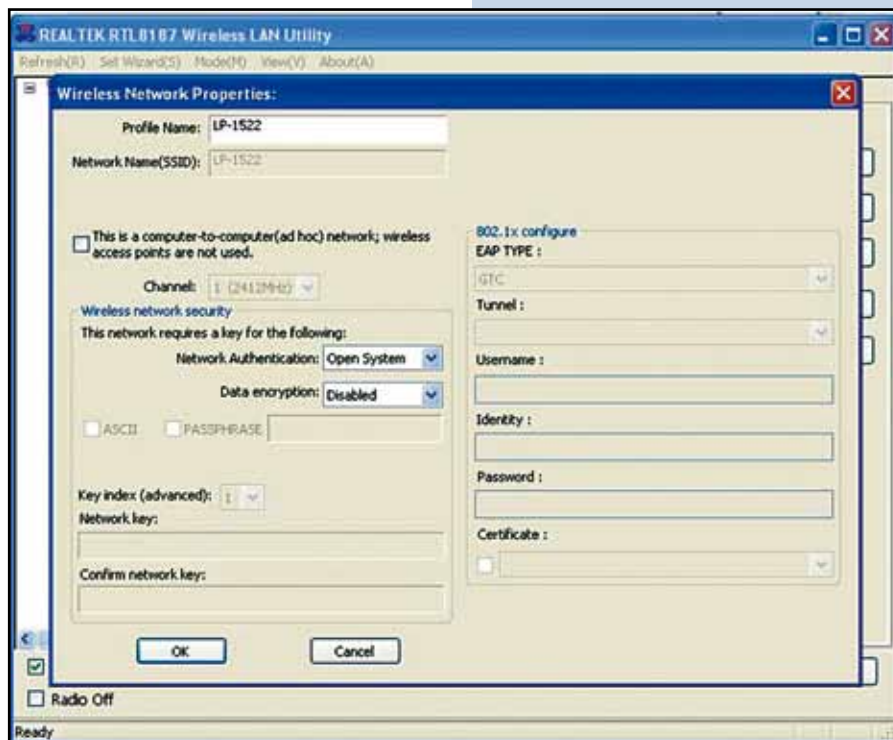 REALTEK RTL8187 Wireless LAN Utility
Refresh(R) Set Wizard(S) Mode(M) View(V) About(A)
Wireless Network Properties:
Profile Name: LP-1522
Network Name(SSID): LP-1522
This is a computer-to-computer(ad hoc) network; wireless
access points are not used.
Channel: 1 (2412MHz)
Wireless network security
This network requires a key for the following:
Network Authentication: Open System
Data encryption: Disabled
ASCII PASSPHRASE
Key index (advanced): 1
Network key:
Confirm network key:
802.1x configure
EAP TYPE :
GTC
Tunnel :
Username :
Identity :
Password :
Certificate :
OK Cancel
Radio Off
Ready